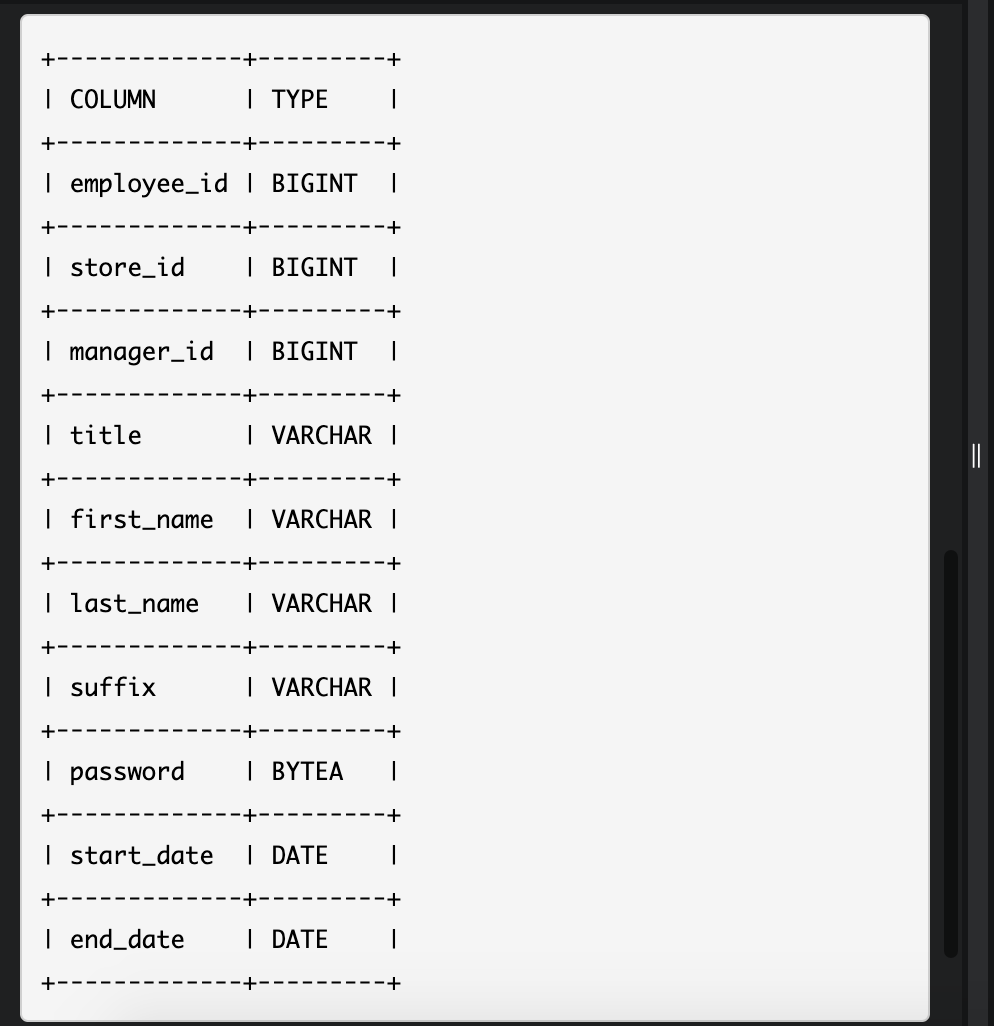 +-------------+---------+
| COLUMN      | TYPE    |
+-------------+---------+
| employee_id | BIGINT  |
+-------------+---------+
| store_id    | BIGINT  |
+-------------+---------+
| manager_id  | BIGINT  |
+-------------+---------+
| title       | VARCHAR |
+-------------+---------+
| first_name  | VARCHAR |
+-------------+---------+
| last_name   | VARCHAR |
+-------------+---------+
| suffix      | VARCHAR |
+-------------+---------+
| password    | BYTEA   |
+-------------+---------+
| start_date  | DATE    |
+-------------+---------+
| end_date    | DATE    |
+-------------+---------+